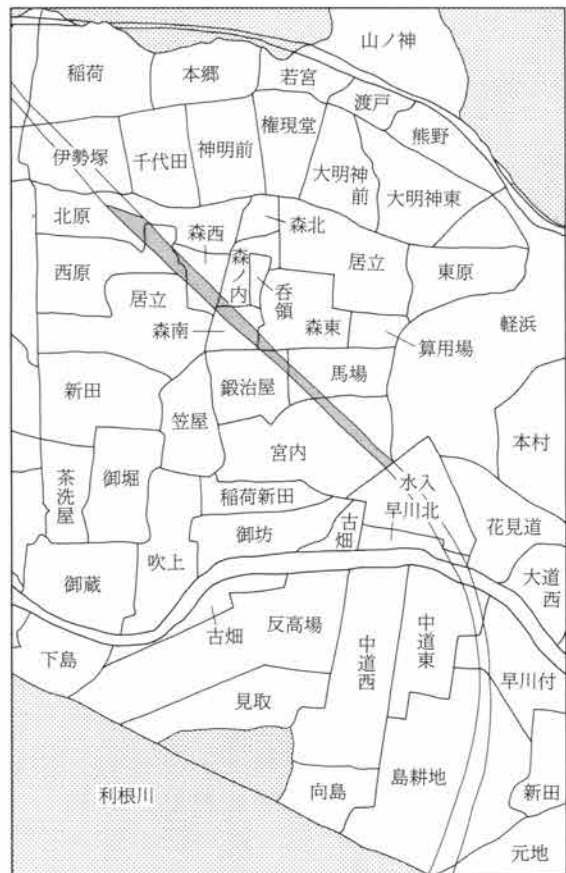 山ノ神
稲荷
本郷
若宮
渡戸
熊野
伊勢塚
千代田
神明前
権現堂
大明神前
大明神東
北原
森西
森北
西原
居立
森ノ内
呑領
居立
東原
軽浜
森南
森東
算用場
新田
笠屋
鍛治屋
馬場
本村
宮内
茶洗屋
御堀
稲荷新田
水入
早川北
古畑
花見道
御蔵
吹上
御坊
大道西
下島
古畑
反高場
中道西
中道東
早川付
見取
利根川
向島
島耕地
新田
元地